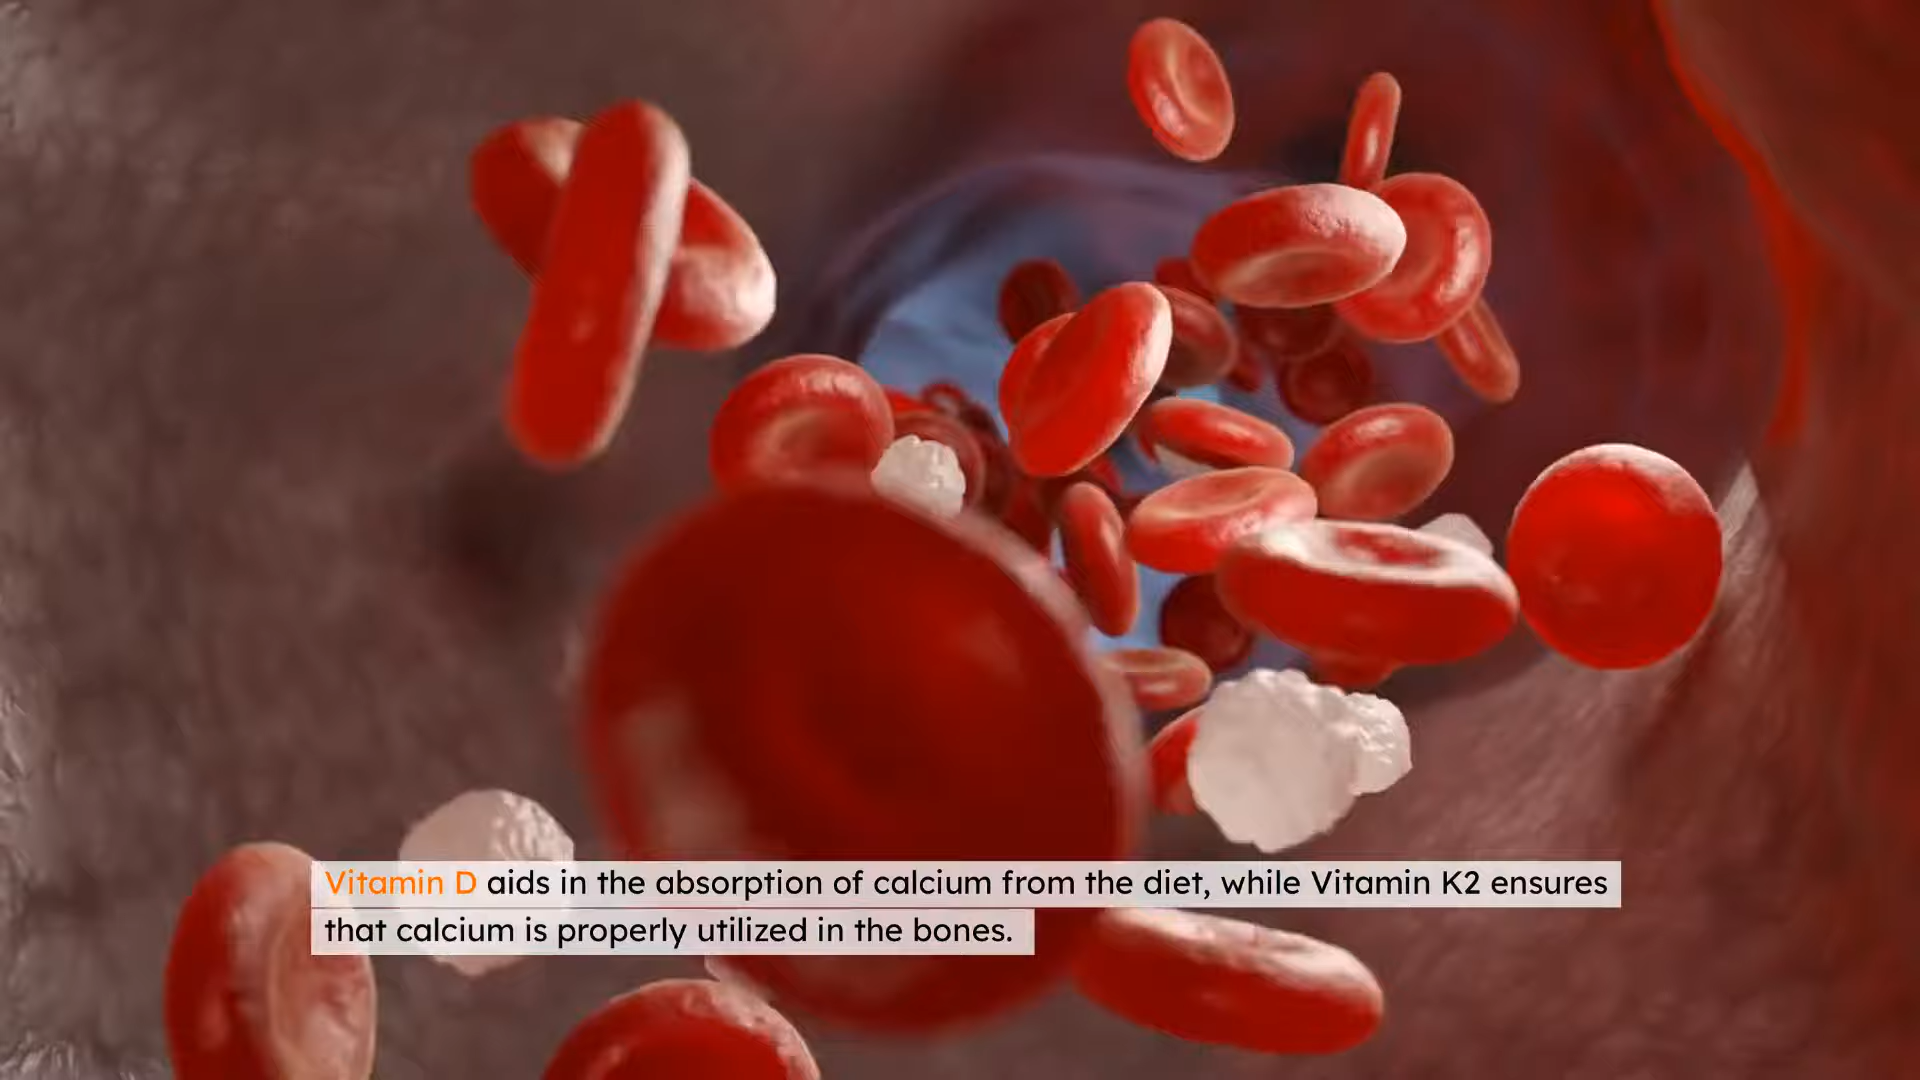 Vitamin D aids in the absorption of calcium from the diet, while Vitamin K2 ensures
that calcium is properly utilized in the bones.